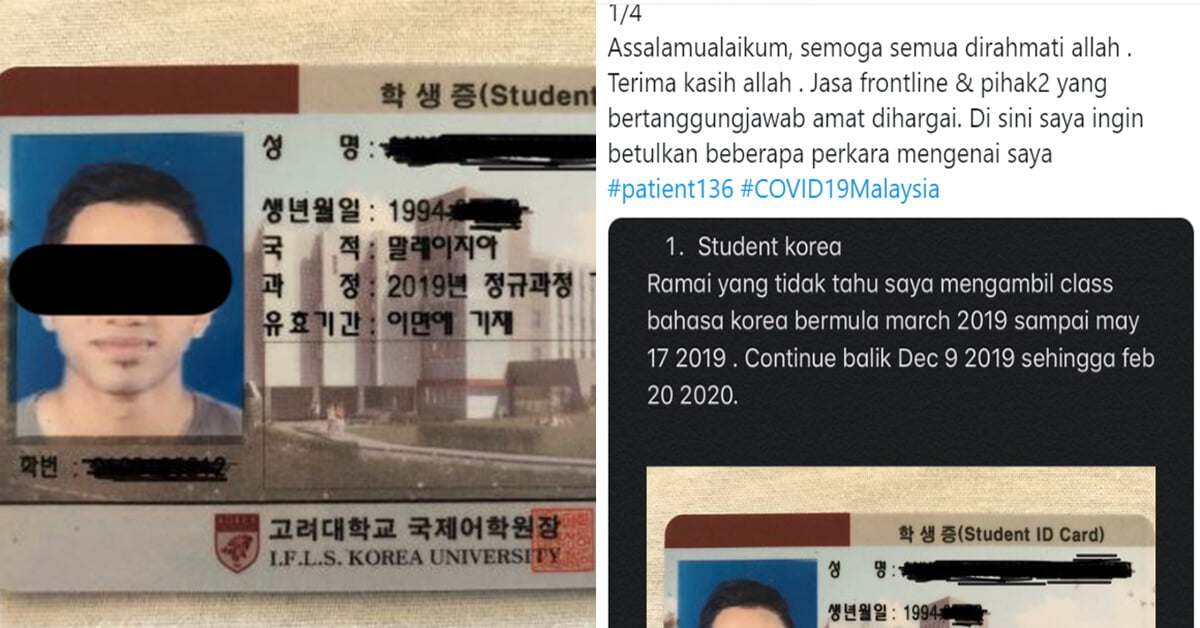 학 생 증(Student
성 명 :
생년월일 : 1994
국 적 : 말레이지아
과 정 : 2019년 정규과정
유효기간 : 이면에 기재
학번 :
고려대학교 국제어학원장
I.F.L.S. KOREA UNIVERSITY
1/4
Assalamualaikum, semoga semua dirahmati allah .
Terima kasih allah . Jasa frontline & pihak2 yang
bertanggungjawab amat dihargai. Di sini saya ingin
betulkan beberapa perkara mengenai saya
#patient136 #COVID19Malaysia
1. Student korea
Ramai yang tidak tahu saya mengambil class
bahasa korea bermula march 2019 sampai may
17 2019 . Continue balik Dec 9 2019 sehingga feb
20 2020.
학 생 증(Student ID Card)
성 명 :
생년월일 : 1994